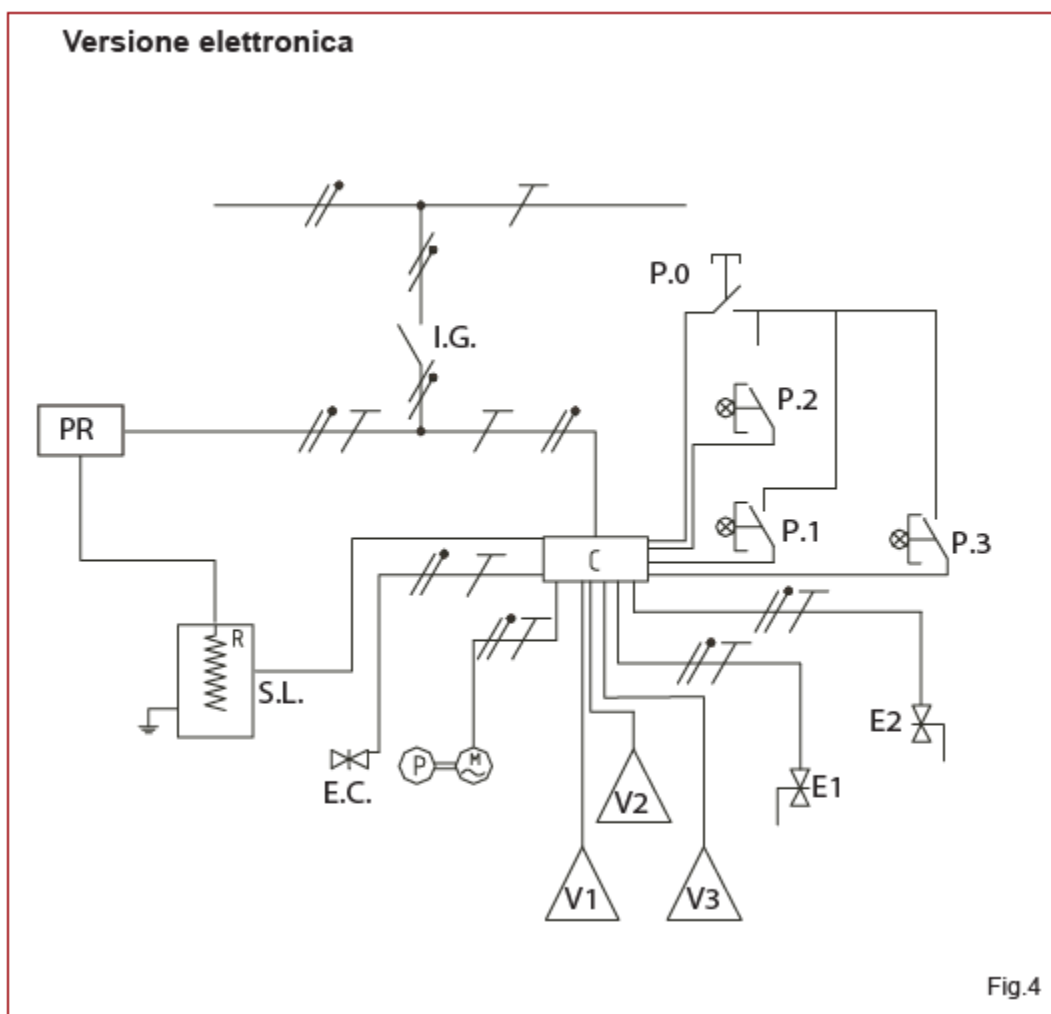 Versione elettronica
P.0
I.G.
P.2
PR
P.1
P.3
C
R
S.L.
E2
P
M
E.C.
E1
V2
V1
V3
Fig.4